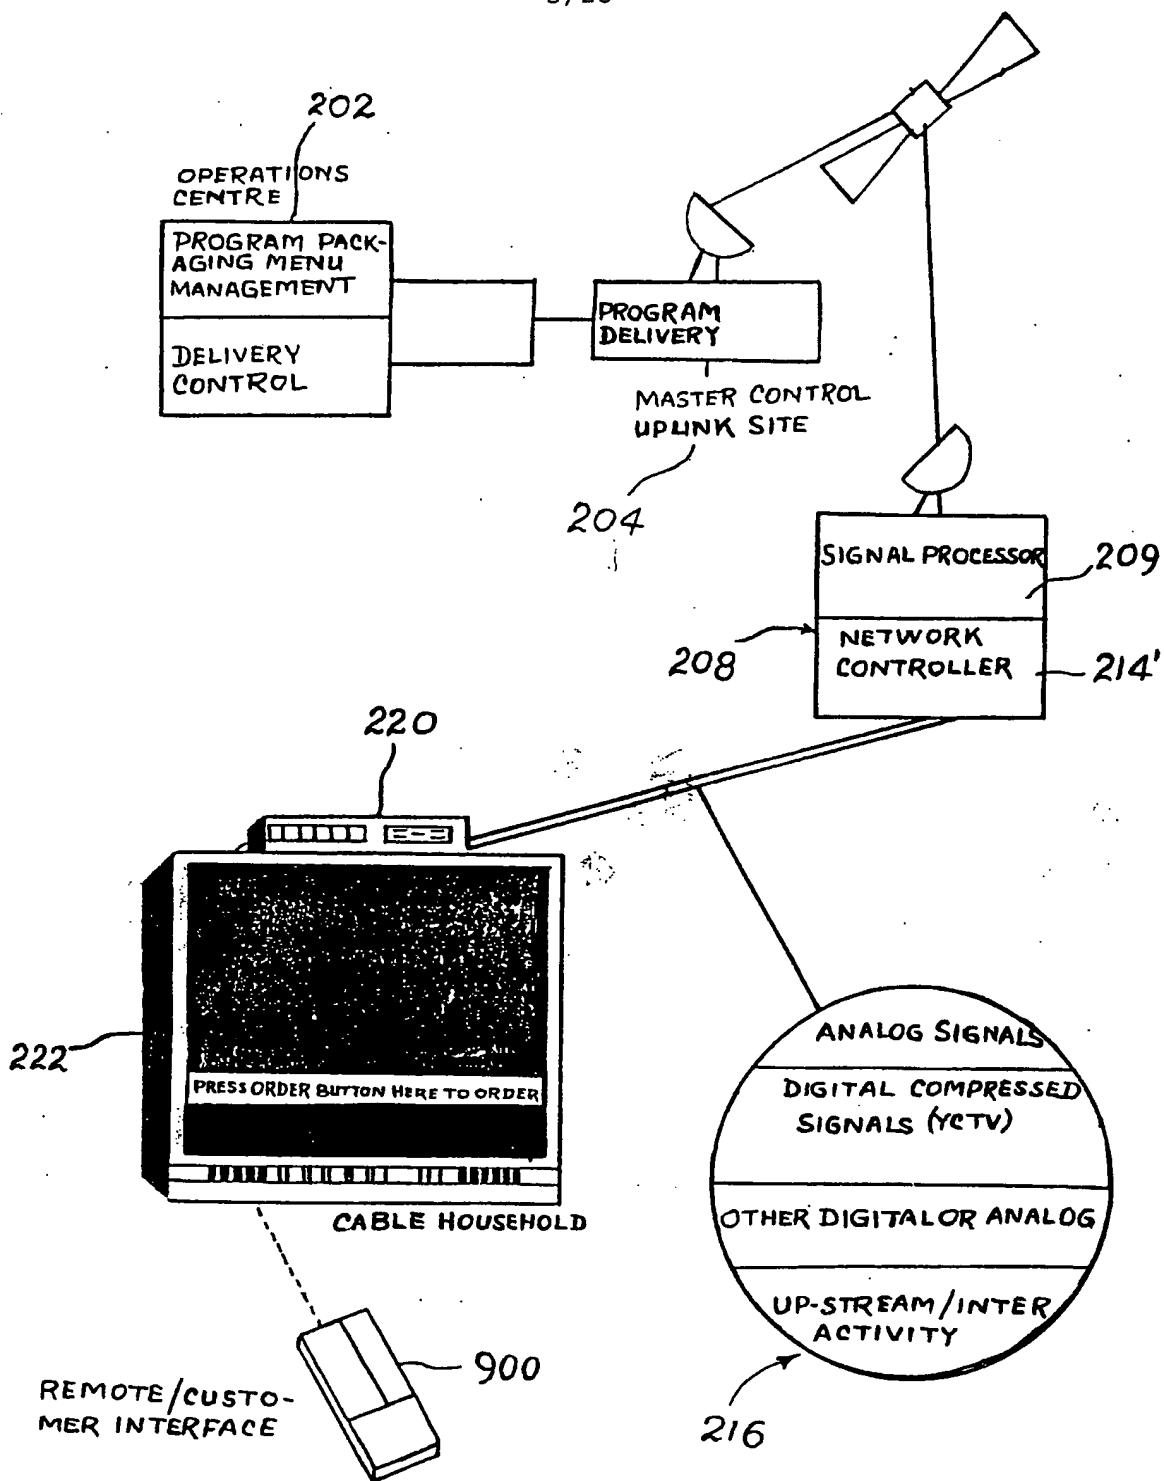 202
OPERATIONS
CENTRE
PROGRAM PACK-
AGING MENU
MANAGEMENT
DELIVERY
CONTROL
PROGRAM
DELIVERY
MASTER CONTROL
UPLINK SITE
204
SIGNAL PROCESSOR
209
NETWORK
CONTROLLER
208
214'
220
222
PRESS ORDER BUTTON HERE TO ORDER
CABLE HOUSEHOLD
ANALOG SIGNALS
DIGITAL COMPRESSED
SIGNALS (YCTV)
OTHER DIGITAL OR ANALOG
UP-STREAM/INTER
ACTIVITY
216
900
REMOTE/CUSTO-
MER INTERFACE